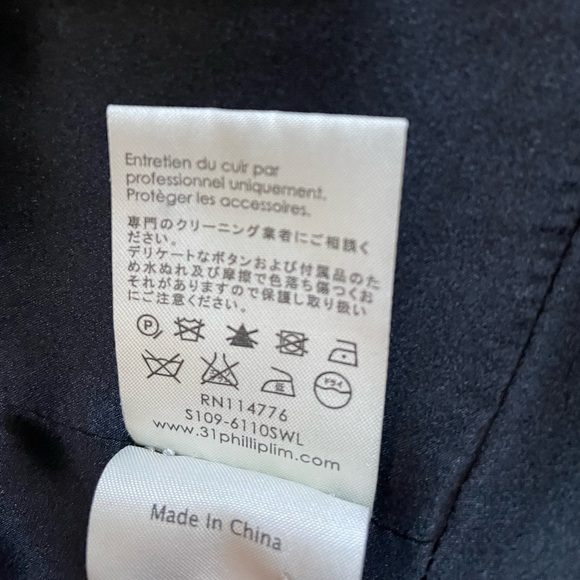 Entretien du cuir par
professionnel uniquement.
Protéger les accessoires.
専門のクリーニング業者にご相談く
ださい。
デリケートなボタンおよび付属品のた
め水ぬれ及び摩擦で色落ち傷つくお
それがありますので保護し取り扱い
にご注意ください。
P
ドライ
RN114776
S109-6110SWL
www.31philliplim.com
Made In China